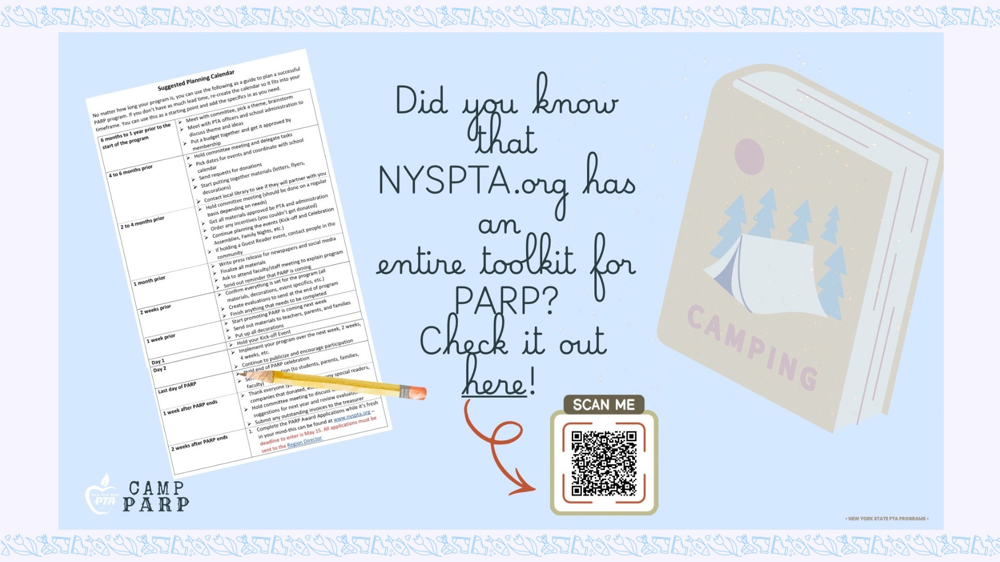 Suggested Planning Calendar
No matter how long your program is, you can use the following as a guide to plan a successful
PARP program. If you don't have as much lead time, re-create the calendar so it fits into your
timeframe. You can use this as a starting point and add the specifics in as you need.
6 months to 1 year prior to the
start of the program
➢ Meet with committee, pick a theme, brainstorm
➢ Meet with PTA officers and school administration to
discuss theme and ideas
➢ Put a budget together and get it approved by
membership
4 to 6 months prior
➢ Hold committee meeting and delegate tasks
➢ Pick dates for events and coordinate with school
calendar
➢ Send requests for donations
➢ Start putting together materials (letters, flyers,
decorations)
➢ Contact local library to see if they will partner with you
2 to 4 months prior
➢ Hold committee meeting (should be done on a regular
basis depending on needs)
➢ Get all materials approved be PTA and administration
➢ Order any incentives (you couldn't get donated)
➢ Continue planning the events (Kick-off and Celebration
Assemblies, Family Nights, etc.)
➢ If holding a Guest Reader event, contact people in the
community
1 month prior
➢ Write press release for newspapers and social media
➢ Finalize all materials
➢ Ask to attend faculty/staff meeting to explain program
➢ Send out reminder that PARP is coming
2 weeks prior
➢ Confirm everything is set for the program (all
materials, decorations, event specifics, etc.)
➢ Create evaluations to send at the end of program
➢ Finish anything that needs to be completed
1 week prior
➢ Start promoting PARP is coming next week
➢ Send out materials to teachers, parents, and families
➢ Put up all decorations
Day 1
➢ Hold your Kick-off Event
Day 2
➢ Implement your program over the next week, 2 weeks,
4 weeks, etc.
➢ Continue to publicize and encourage participation
Last day of PARP
➢ Hold end of PARP celebration
➢ (to students, parents, families,
faculty)
1 week after PARP ends
➢ Thank everyone any special readers,
companies that donated,
➢ Hold committee meeting to discuss
suggestions for next year and review
➢ Submit any outstanding invoices to the treasurer
2 weeks after PARP ends
1. Complete the PARP Award Applications while it's fresh
in your mind-this can be found at www.nyspta.org –
deadline to enter is May 15. All applications must be
sent to the Region Director
Did you know
that
NYSPTA.org has
an
entire toolkit for
PARP?
Check it out
here!
SCAN ME
CAMPING
New York State
PTA
CAMP
PARP
• NEW YORK STATE PTA PROGRAMS •